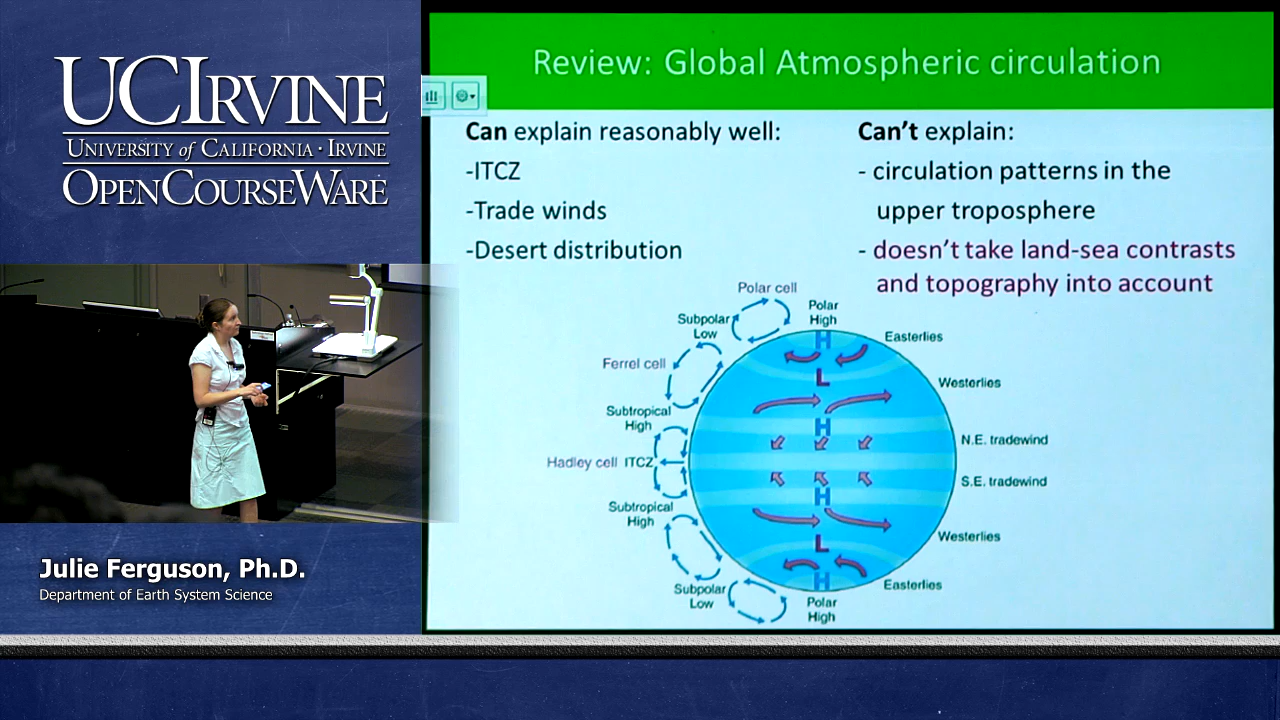 UCIRVINE
UNIVERSITY of CALIFORNIA · IRVINE
OPENCOURSEWARE
Julie Ferguson, Ph.D.
Department of Earth System Science
Review: Global Atmospheric circulation
Can explain reasonably well:
-ITCZ
-Trade winds
-Desert distribution
Can't explain:
- circulation patterns in the
upper troposphere
- doesn't take land-sea contrasts
and topography into account
Polar cell
Polar
High
Subpolar
Low
Easterlies
Ferrel cell
Westerlies
Subtropical
High
N.E. tradewind
Hadley cell ITCZ
S.E. tradewind
Subtropical
High
Westerlies
Subpolar
Low
Easterlies
Polar
High
H
L
H
H
L
H